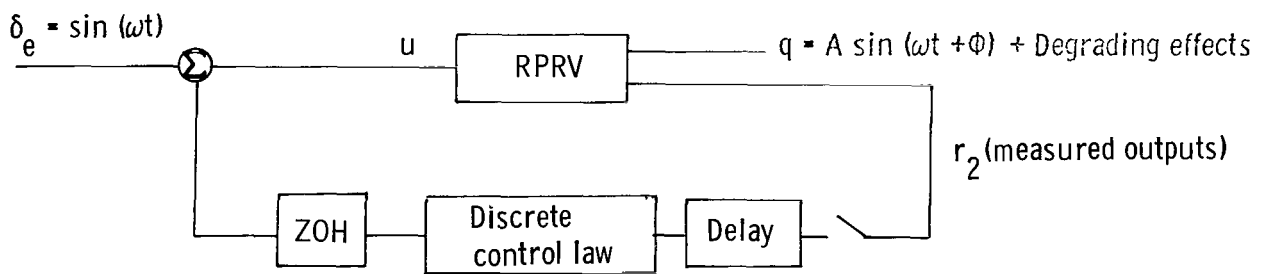 δe = sin (ωt)
Σ
u
RPRV
q = A sin (ωt + Φ) + Degrading effects
r2 (measured outputs)
ZOH
Discrete
control law
Delay